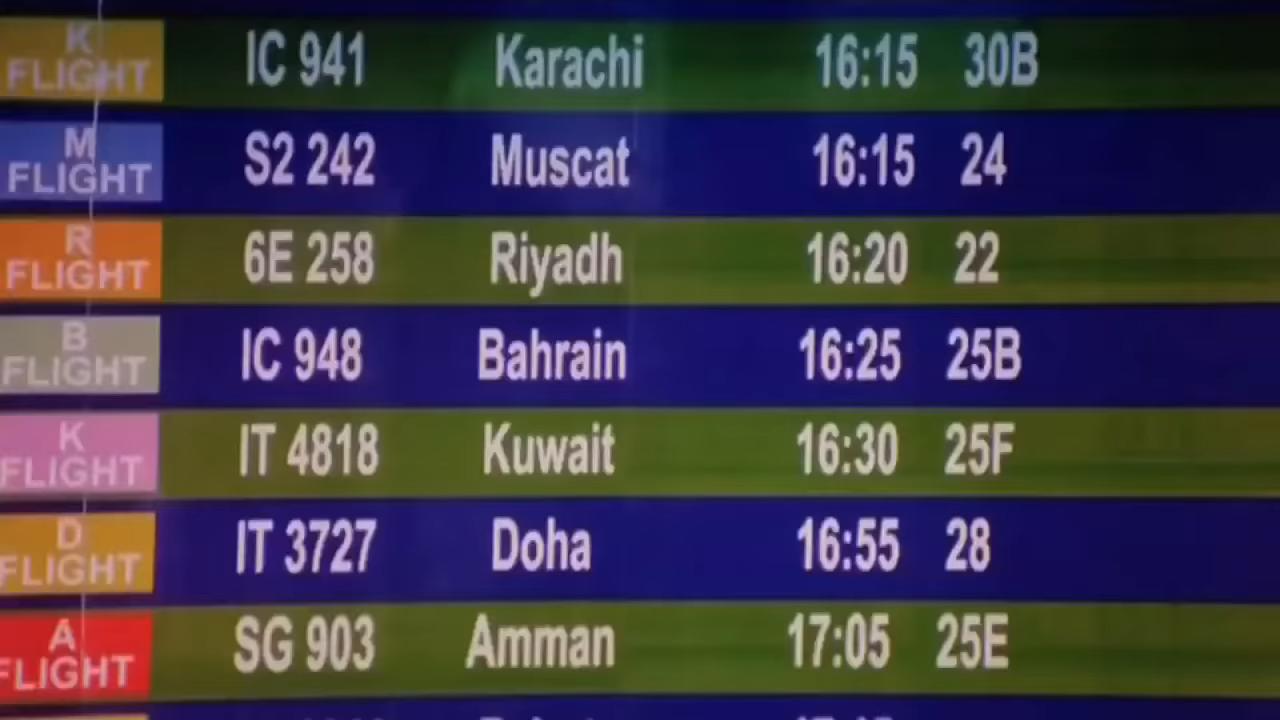 K FLIGHT IC 941 Karachi 16:15 30B
M FLIGHT S2 242 Muscat 16:15 24
R FLIGHT 6E 258 Riyadh 16:20 22
B FLIGHT IC 948 Bahrain 16:25 25B
K FLIGHT IT 4818 Kuwait 16:30 25F
D FLIGHT IT 3727 Doha 16:55 28
A FLIGHT SG 903 Amman 17:05 25E